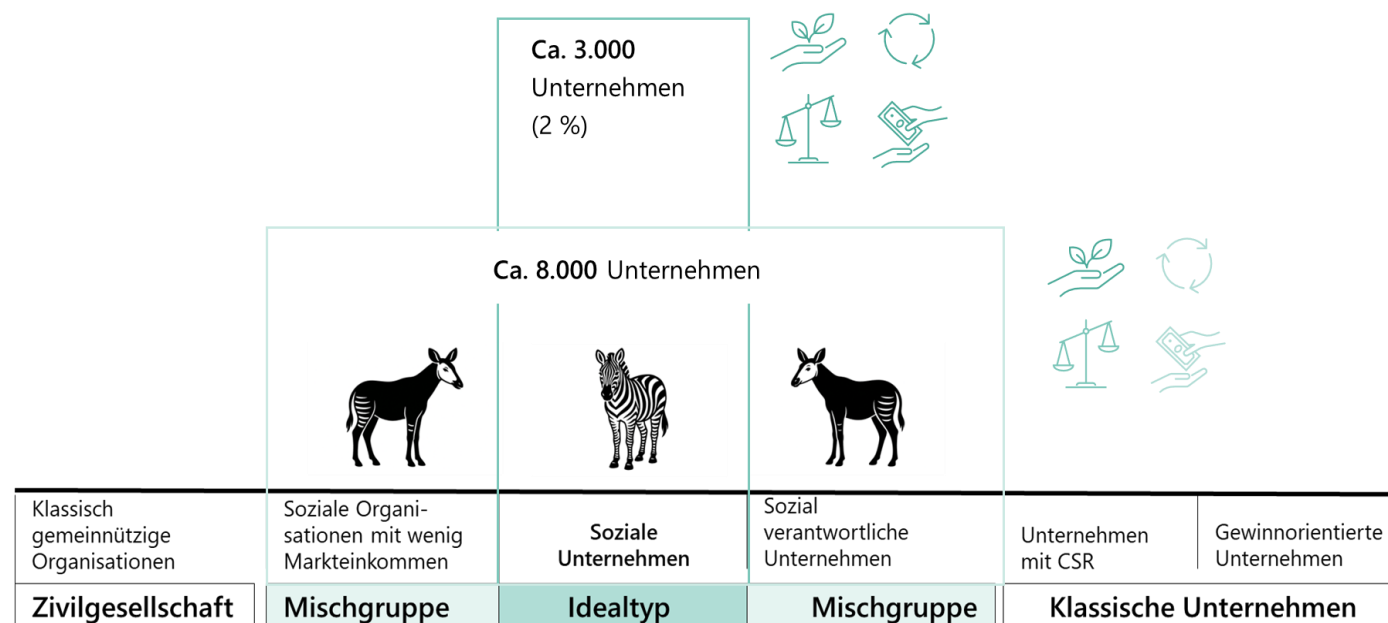 Ca. 3.000
Unternehmen
(2 %)
Ca. 8.000 Unternehmen
Klassisch
gemeinnützige
Organisationen
Soziale Organi-
sationen mit wenig
Markteinkommen
Soziale
Unternehmen
Sozial
verantwortliche
Unternehmen
Unternehmen
mit CSR
Gewinnorientierte
Unternehmen
Zivilgesellschaft
Mischgruppe
Idealtyp
Mischgruppe
Klassische Unternehmen